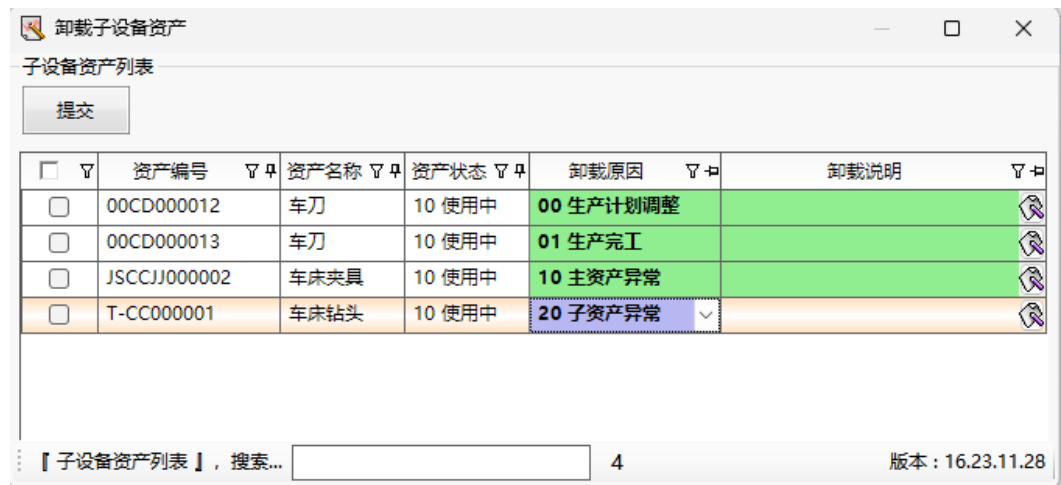 卸载子设备资产
子设备资产列表
提交
资产编号 资产名称 资产状态 卸载原因 卸载说明
00CD000012 车刀 10 使用中 00 生产计划调整
00CD000013 车刀 10 使用中 01 生产完工
JSCCJJ000002 车床夹具 10 使用中 10 主资产异常
T-CC000001 车床钻头 10 使用中 20 子资产异常
『 子设备资产列表 』, 搜索... 4 版本：16.23.11.28